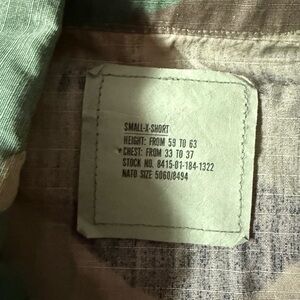 SMALL-X-SHORT
HEIGHT: FROM 59 TO 63
CHEST: FROM 33 TO 37
STOCK NO. 8415-01-184-1322
NATO SIZE 5060/8494